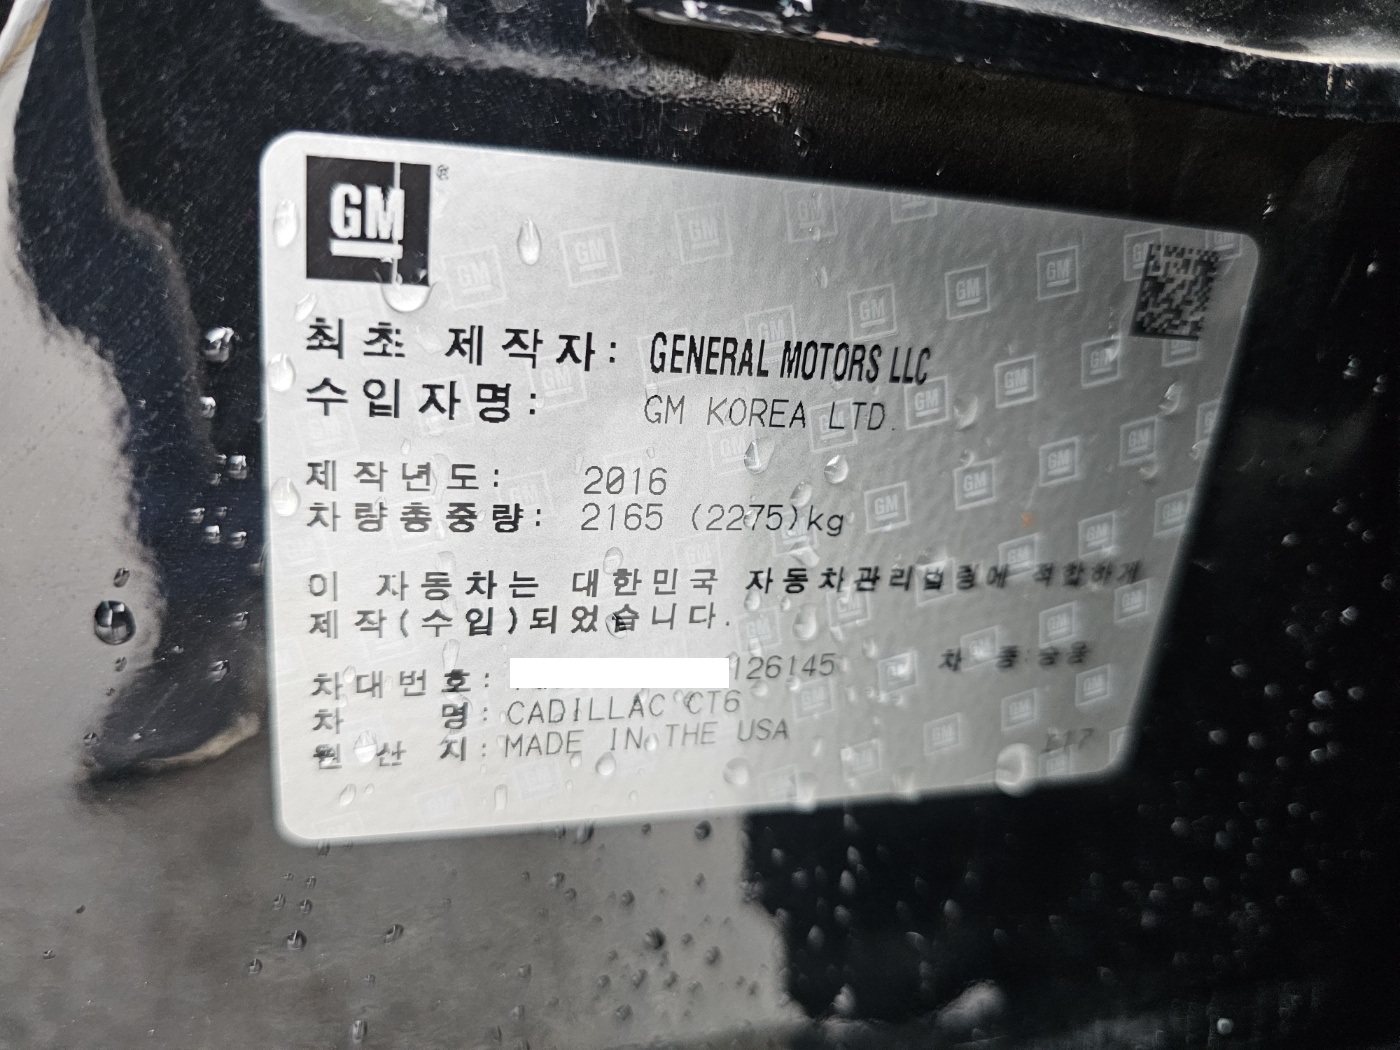 GM ®
최초 제작자: GENERAL MOTORS LLC
수입자명: GM KOREA LTD.
제작년도: 2016
차량총중량: 2165 (2275)kg
이 자동차는 대한민국 자동차관리법령에 적합하게
제작(수입)되었습니다.
차대번호: 126145 차 종:승용
차 명: CADILLAC CT6
원 산 지: MADE IN THE USA